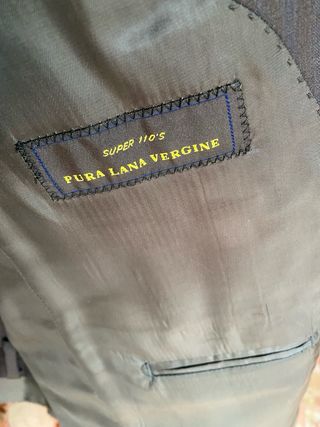 SUPER 110'S
PURA LANA VERGINE